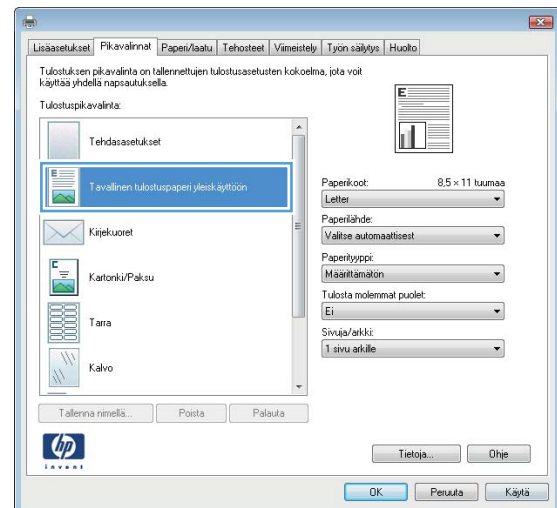 Lisäasetukset Pikavalinnat Paperi/laatu Tehosteet Viimeistely Työn säilytys Huolto
Tulostuksen pikavalinta on tallennettujen tulostusasetusten kokoelma, jota voit
käyttää yhdellä napsautuksella.
Tulostuspikavalinta:
Tehdasasetukset
Tavallinen tulostuspaperi yleiskäyttöön
Kirjekuoret
Kartonki/Paksu
Tarra
Kalvo
E
E
C
Paperikoot: 8,5 × 11 tuumaa
Letter
Paperilähde:
Valitse automaattisest
Paperityyppi:
Määrittämätön
Tulosta molemmat puolet:
Ei
Sivuja/arkki:
1 sivu arkille
Tallenna nimellä... Poista Palauta
hp
invent
Tietoja... Ohje
OK Peruuta Käytä